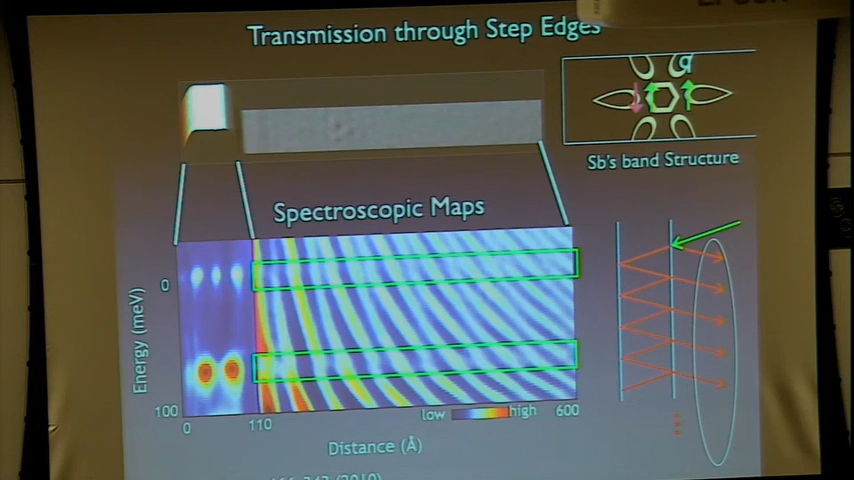 Transmission through Step Edges
q
Sb's band Structure
Spectroscopic Maps
0
Energy (meV)
100
low
high
0
110
600
Distance (Å)